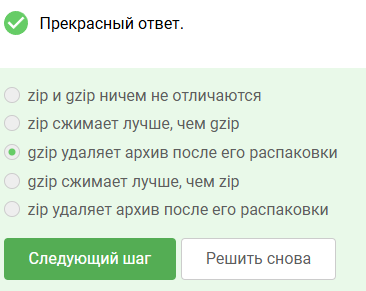 Прекрасный ответ.
zip и gzip ничем не отличаются
zip сжимает лучше, чем gzip
gzip удаляет архив после его распаковки
gzip сжимает лучше, чем zip
zip удаляет архив после его распаковки
Следующий шаг Решить снова